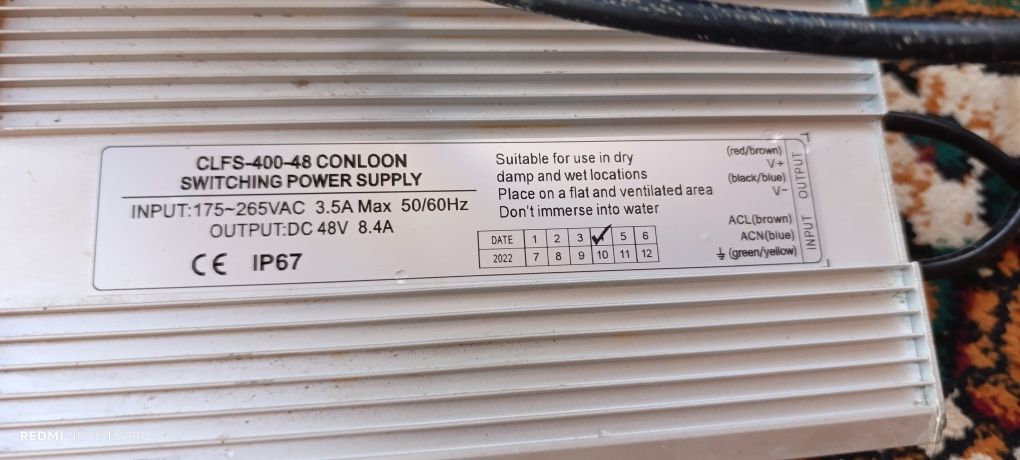 CLFS-400-48 CONLOON
SWITCHING POWER SUPPLY
INPUT:175~265VAC 3.5A Max 50/60Hz
OUTPUT:DC 48V 8.4A
CE IP67
Suitable for use in dry
damp and wet locations
Place on a flat and ventilated area
Don't immerse into water
DATE 1 2 3 ✓ 5 6
2022 7 8 9 10 11 12
(red/brown)
V+
(black/blue)
V-
OUTPUT
ACL(brown)
ACN(blue)
⏚ (green/yellow)
INPUT
REDMI NOTE 13 PRO